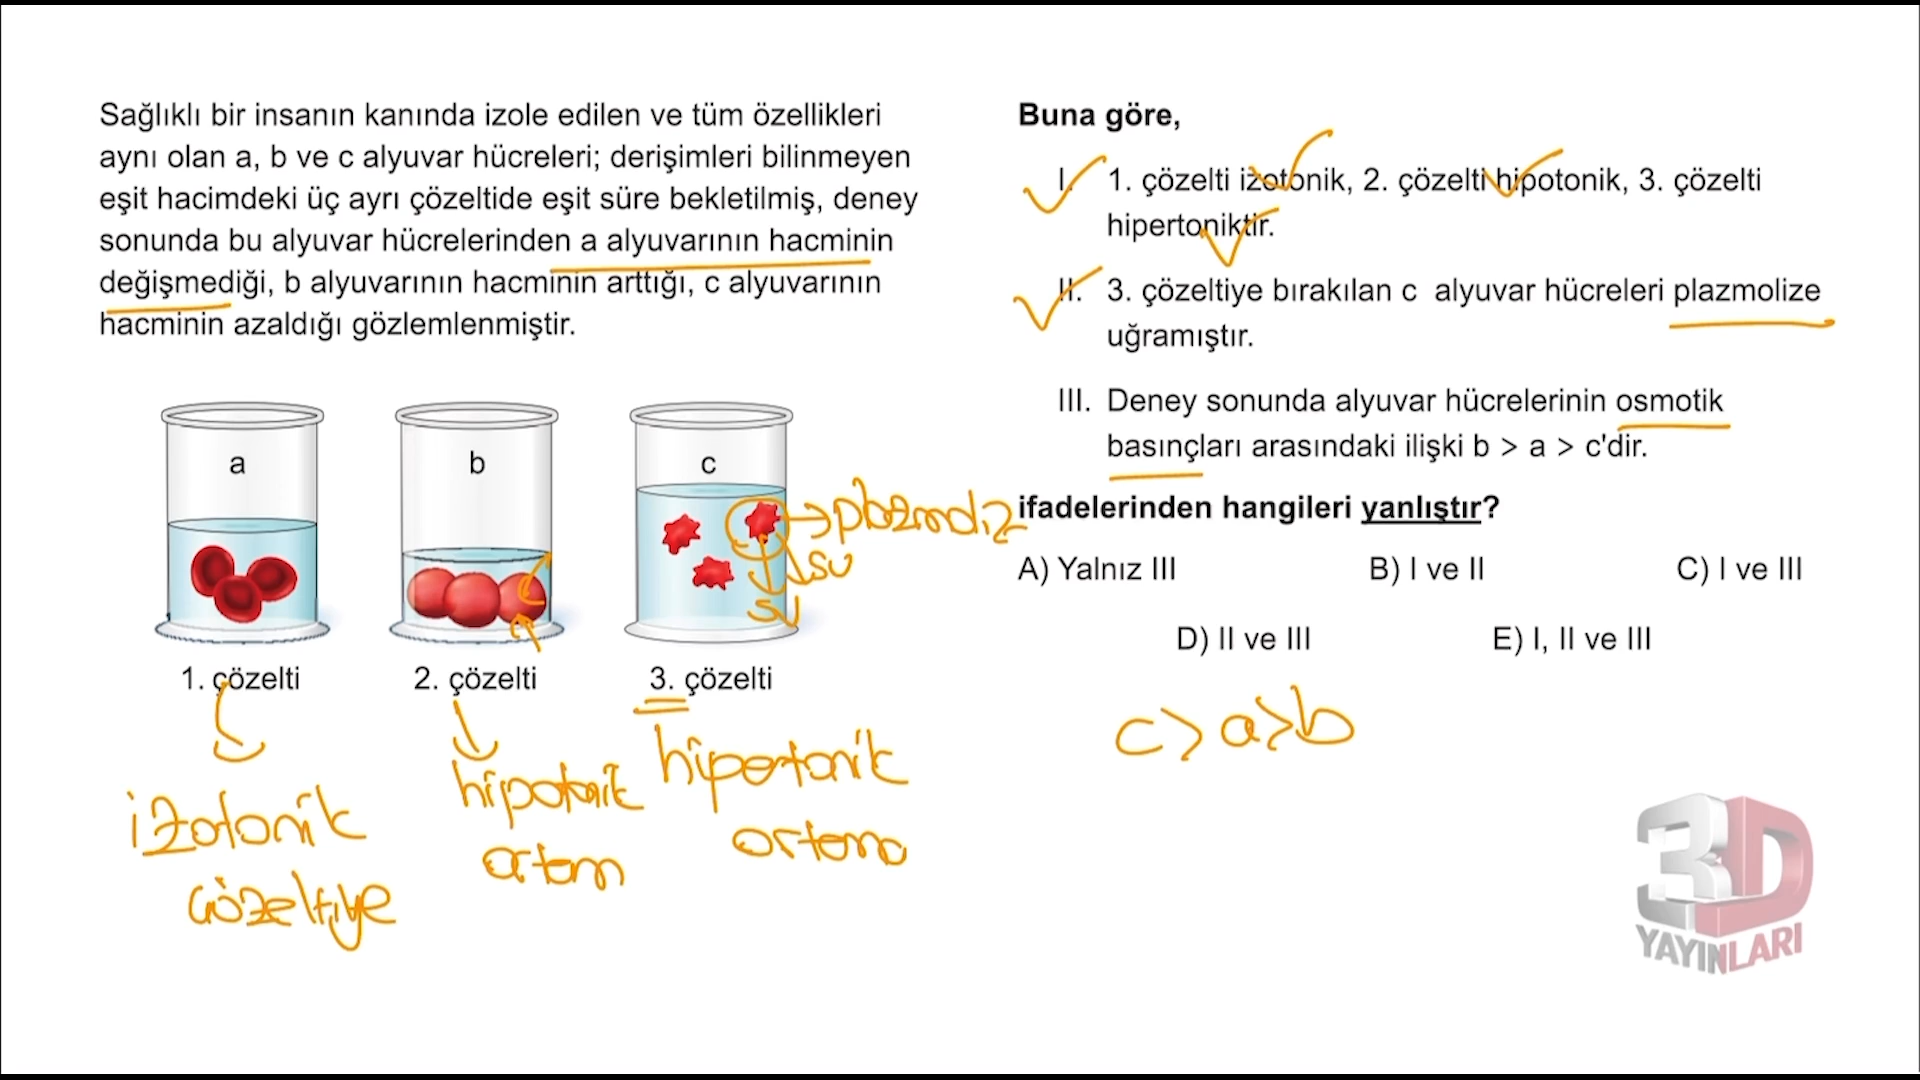 Sağlıklı bir insanın kanında izole edilen ve tüm özellikleri
aynı olan a, b ve c alyuvar hücreleri; derişimleri bilinmeyen
eşit hacimdeki üç ayrı çözeltide eşit süre bekletilmiş, deney
sonunda bu alyuvar hücrelerinden a alyuvarının hacminin
değişmediği, b alyuvarının hacminin arttığı, c alyuvarının
hacminin azaldığı gözlemlenmiştir.
a
b
c
plazmoliz
su
su
1. çözelti
2. çözelti
3. çözelti
izotonik
çözeltiye
hipotonik
ortam
hipertonik
ortam
Buna göre,
I. 1. çözelti izotonik, 2. çözelti hipotonik, 3. çözelti
hipertoniktir.
II. 3. çözeltiye bırakılan c alyuvar hücreleri plazmolize
uğramıştır.
III. Deney sonunda alyuvar hücrelerinin osmotik
basınçları arasındaki ilişki b > a > c'dir.
ifadelerinden hangileri yanlıştır?
A) Yalnız III
B) I ve II
C) I ve III
D) II ve III
E) I, II ve III
c>a>b
3D
YAYINLARI